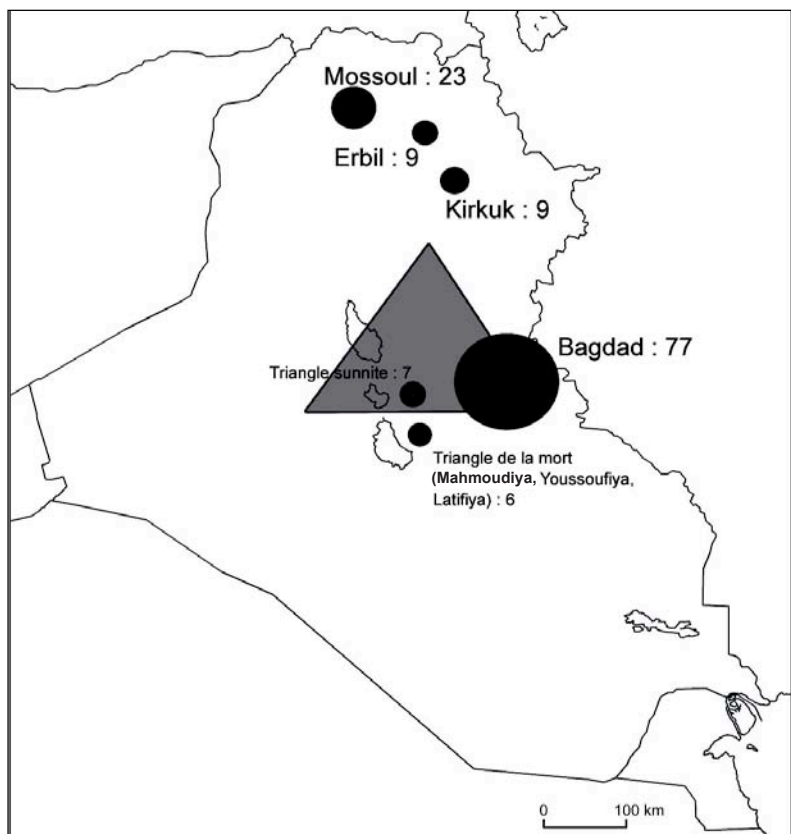 Mossoul : 23
Erbil : 9
Kirkuk : 9
Bagdad : 77
Triangle sunnite : 7
Triangle de la mort
(Mahmoudiya, Youssoufiya,
Latifiya) : 6
0 100 km